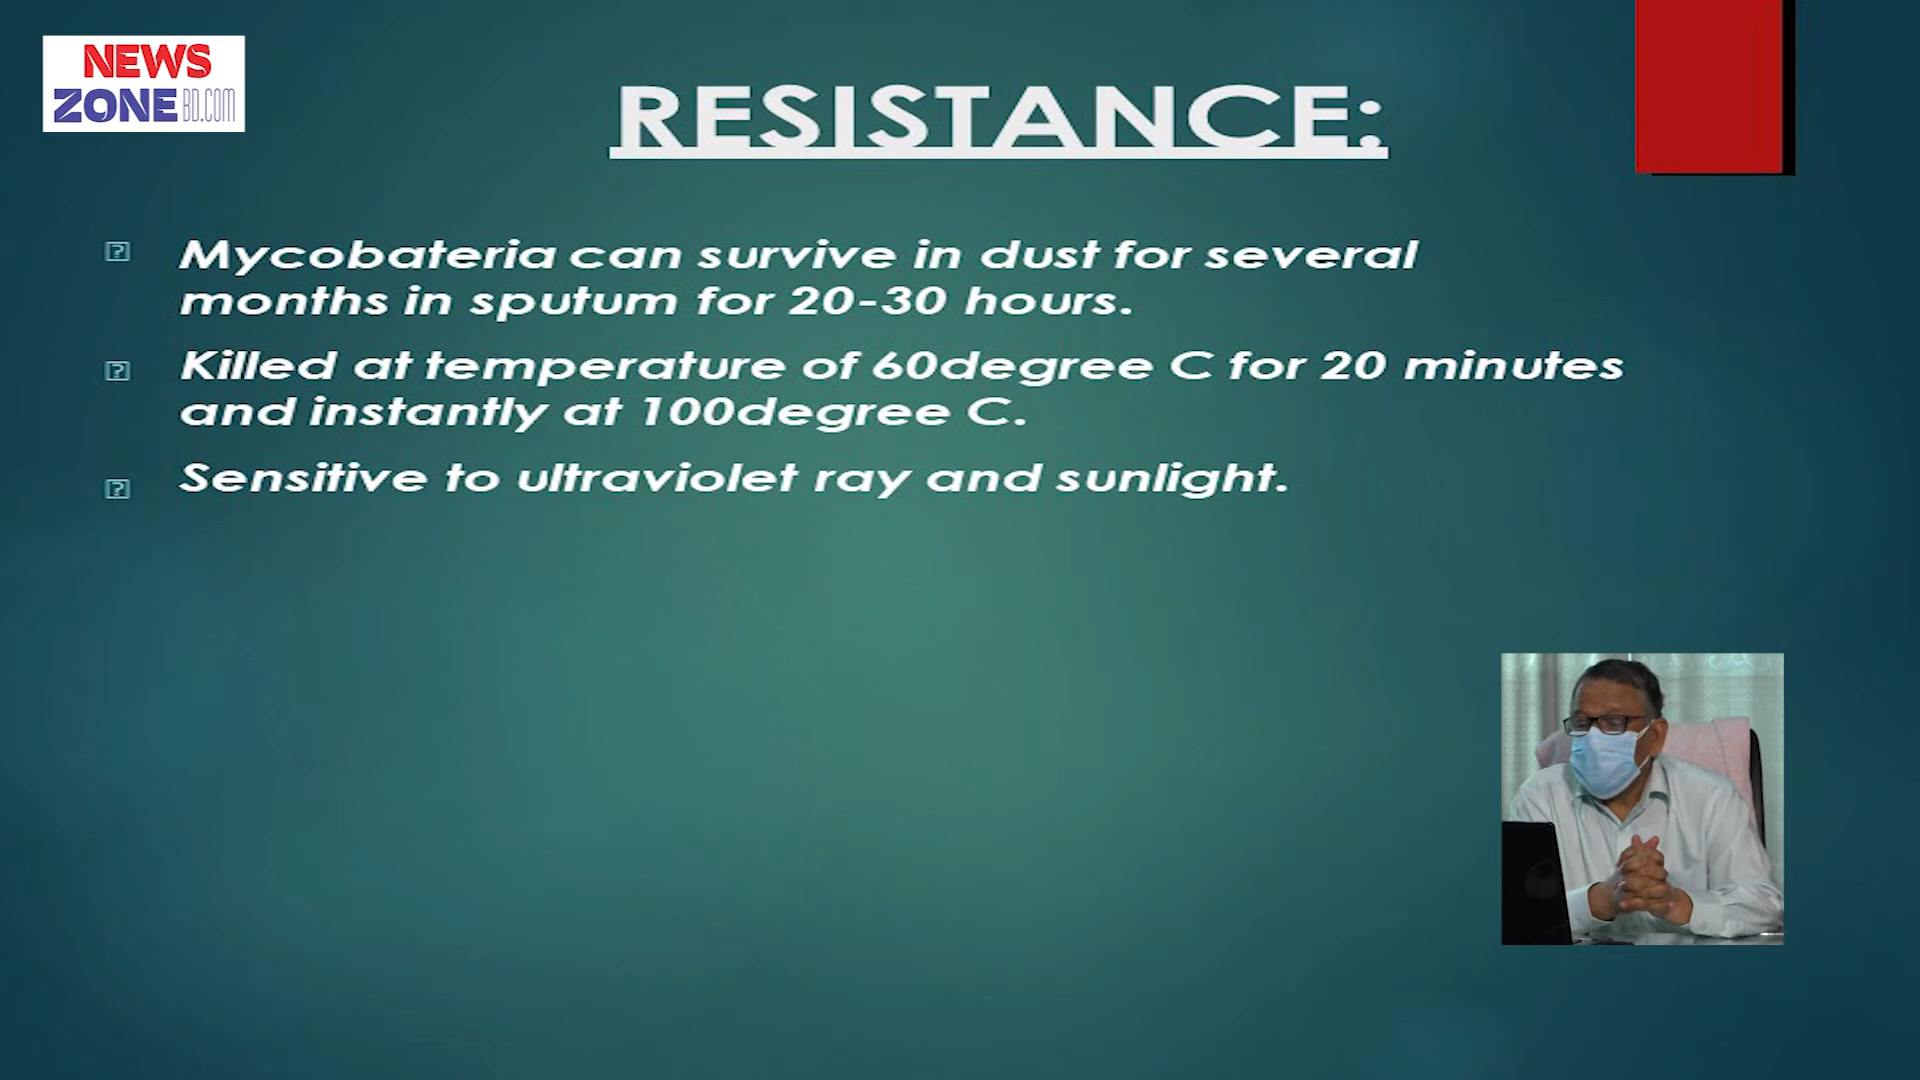 NEWS
ZONE BD.COM
RESISTANCE:
Mycobateria can survive in dust for several
months in sputum for 20-30 hours.
Killed at temperature of 60degree C for 20 minutes
and instantly at 100degree C.
Sensitive to ultraviolet ray and sunlight.